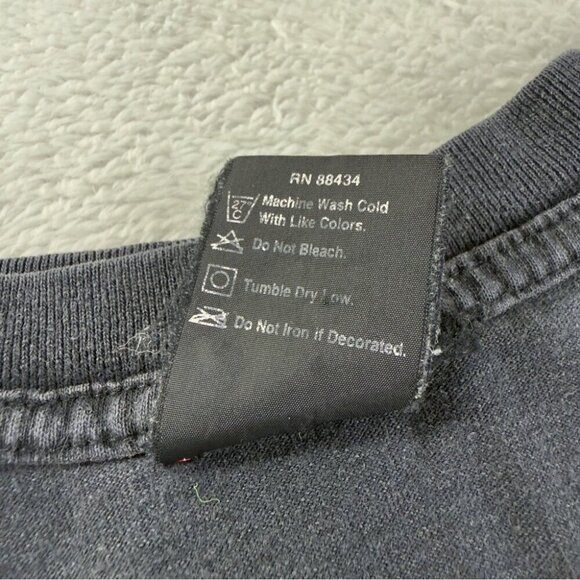 RN 88434
27°C
Machine Wash Cold
With Like Colors.
Do Not Bleach.
Tumble Dry Low.
Do Not Iron if Decorated.